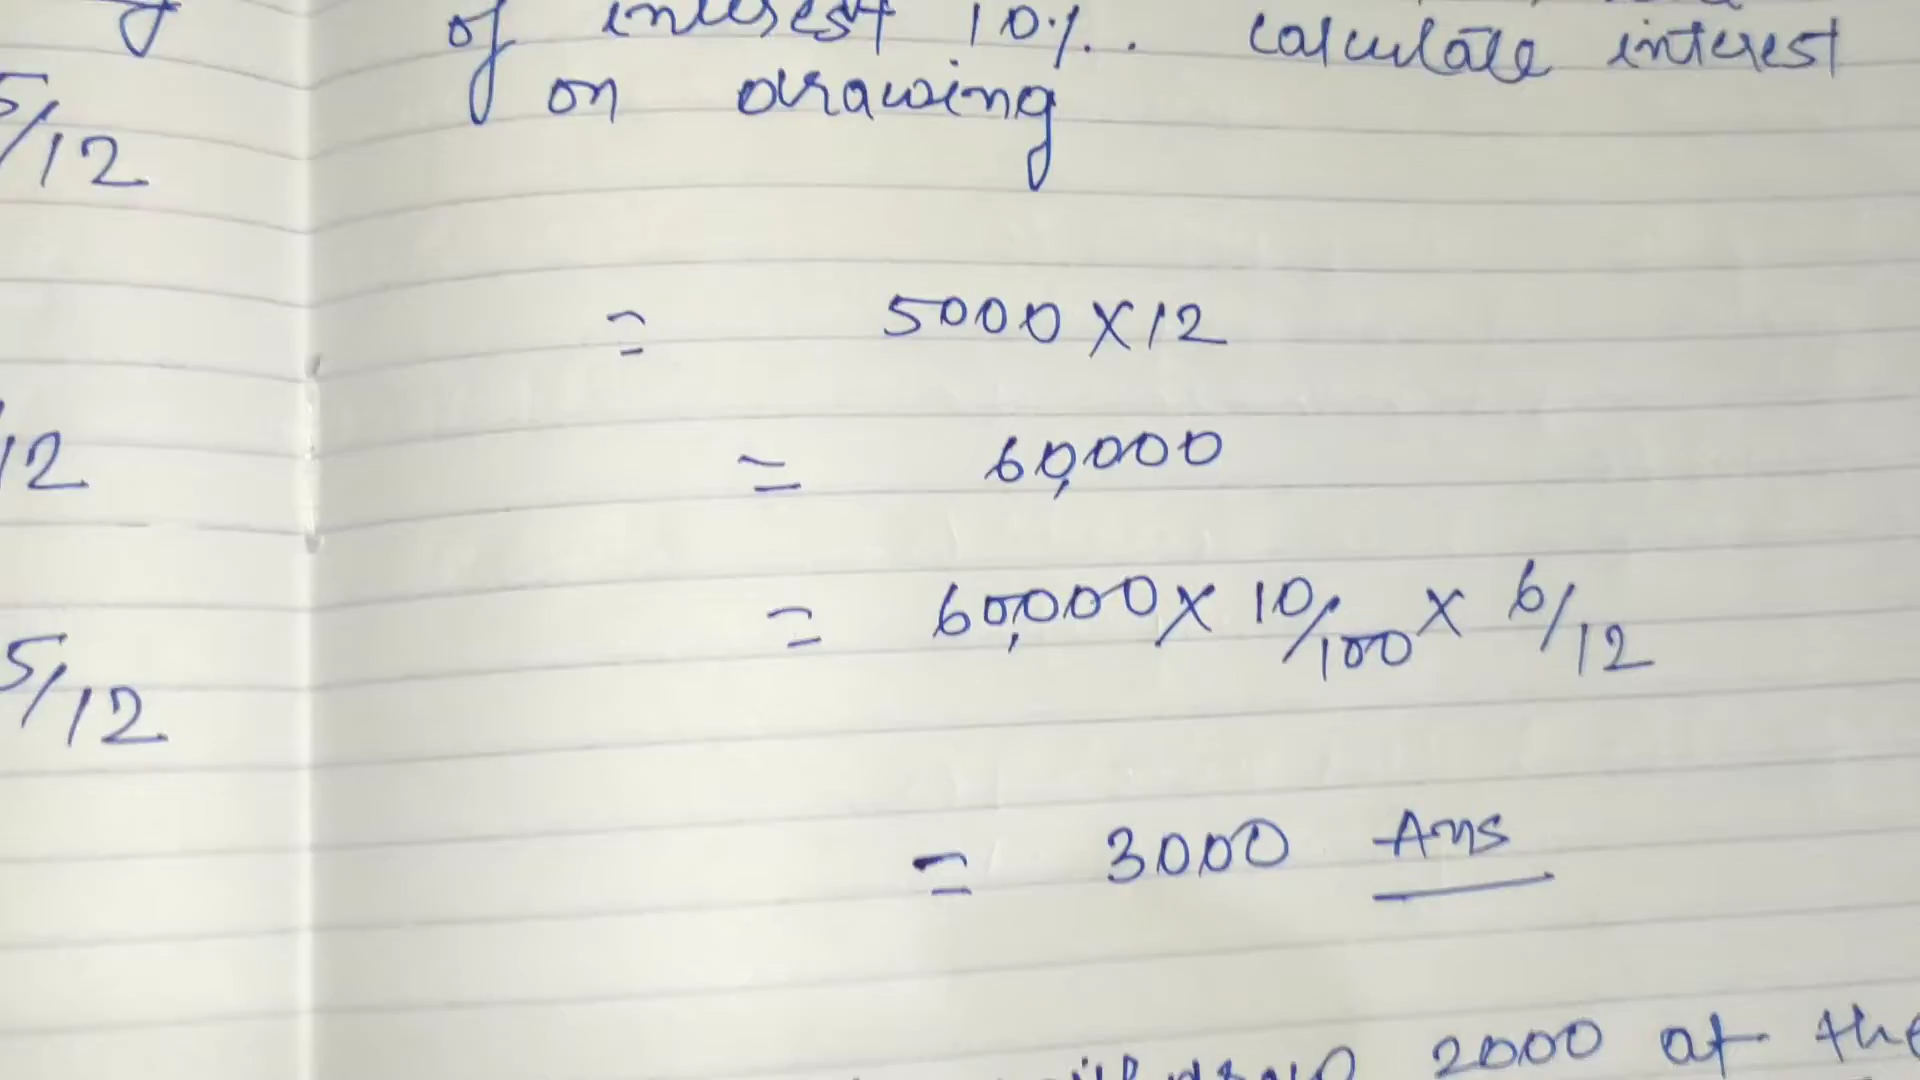 5/12
12
5/12
of interest 10%. calculate interest
on drawing
= 5000 X 12
= 60,000
= 60,000 X 10/100 X 6/12
= 3000 Ans
2000 at the